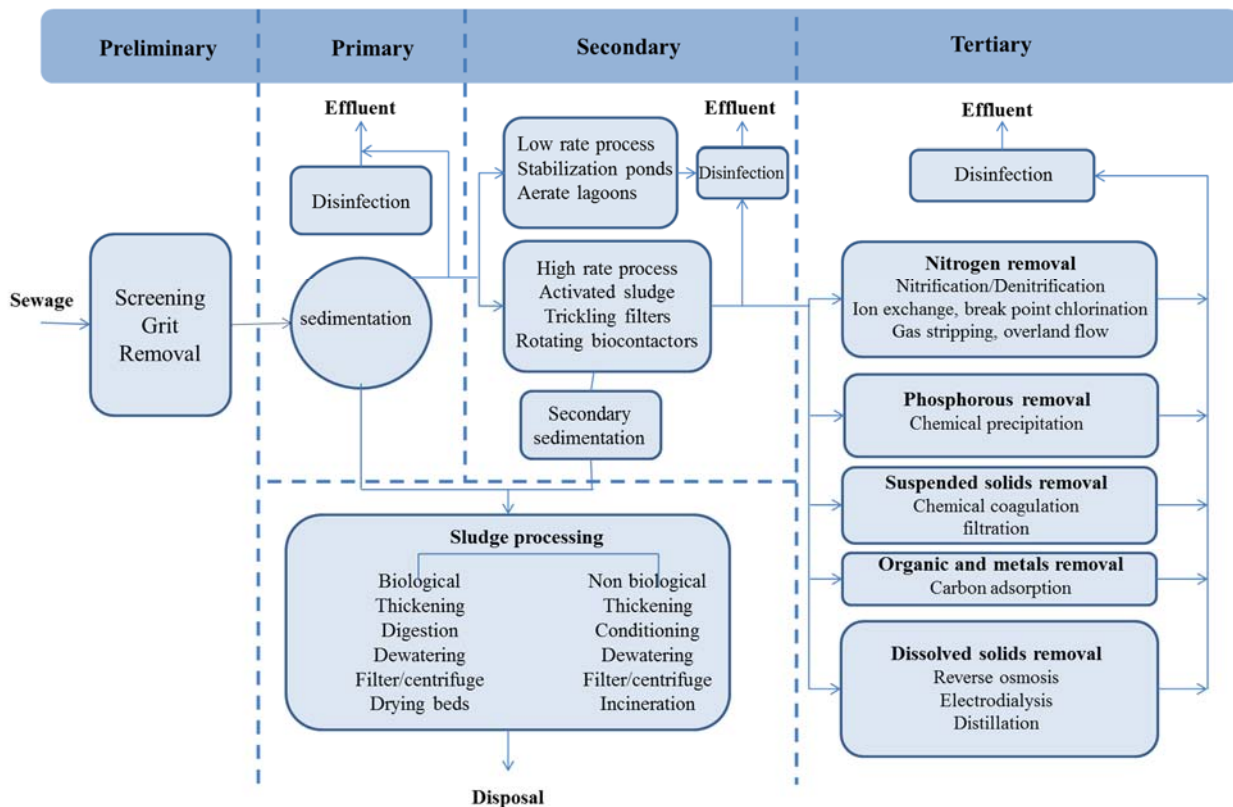 Preliminary
Primary
Secondary
Tertiary
Sewage
Screening
Grit
Removal
Effluent
Disinfection
sedimentation
Low rate process
Stabilization ponds
Aerate lagoons
Effluent
Disinfection
High rate process
Activated sludge
Trickling filters
Rotating biocontactors
Secondary
sedimentation
Effluent
Disinfection
Nitrogen removal
Nitrification/Denitrification
Ion exchange, break point chlorination
Gas stripping, overland flow
Phosphorous removal
Chemical precipitation
Suspended solids removal
Chemical coagulation
filtration
Organic and metals removal
Carbon adsorption
Dissolved solids removal
Reverse osmosis
Electrodialysis
Distillation
Sludge processing
Biological
Thickening
Digestion
Dewatering
Filter/centrifuge
Drying beds
Non biological
Thickening
Conditioning
Dewatering
Filter/centrifuge
Incineration
Disposal